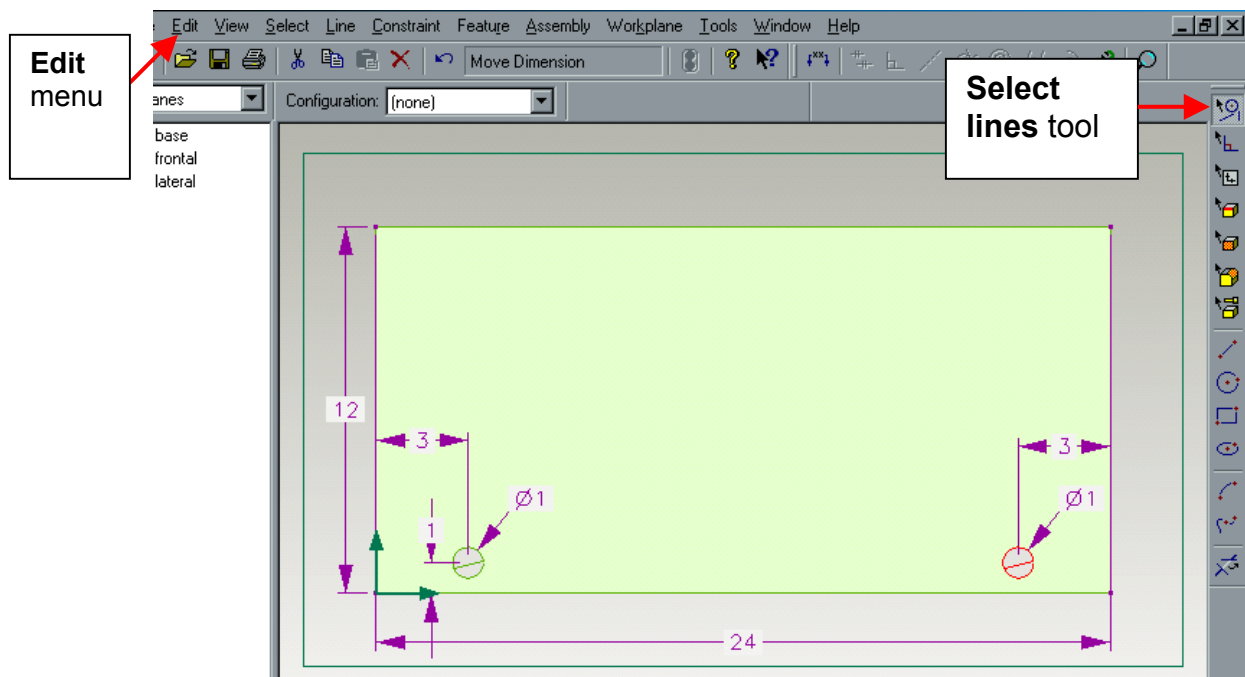 Edit View Select Line Constraint Feature Assembly Workplane Tools Window Help
Edit
menu
Move Dimension
Select
lines tool
anes
Configuration: (none)
base
frontal
lateral
12
3
3
Ø1
Ø1
1
24